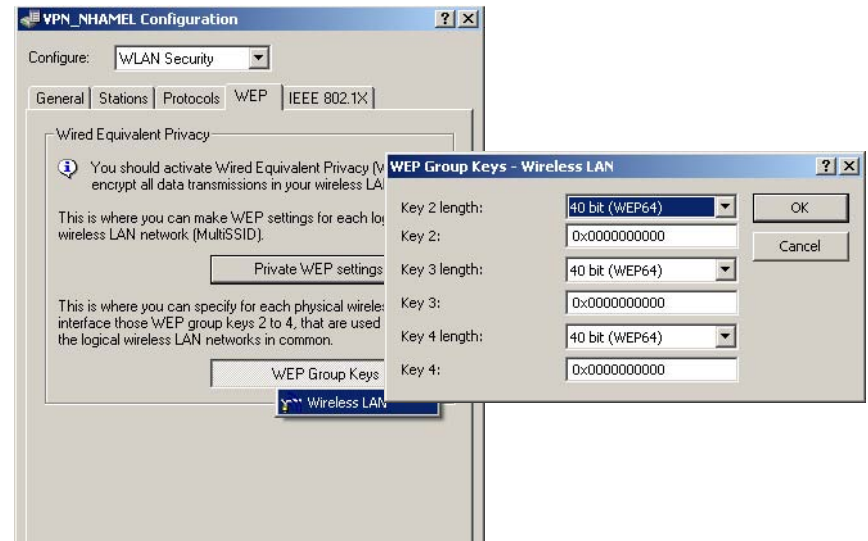 VPN_NHAMEL Configuration
Configure: WLAN Security
General Stations Protocols WEP IEEE 802.1X
Wired Equivalent Privacy
You should activate Wired Equivalent Privacy
encrypt all data transmissions in your wireless
This is where you can make WEP settings for each
wireless LAN network (MultiSSID).
Private WEP settings
This is where you can specify for each physical
interface those WEP group keys 2 to 4, that are used
the logical wireless LAN networks in common.
WEP Group Keys
Wireless LAN
WEP Group Keys - Wireless LAN
Key 2 length: 40 bit (WEP64)
OK
Key 2: 0x0000000000
Cancel
Key 3 length: 40 bit (WEP64)
Key 3: 0x0000000000
Key 4 length: 40 bit (WEP64)
Key 4: 0x0000000000